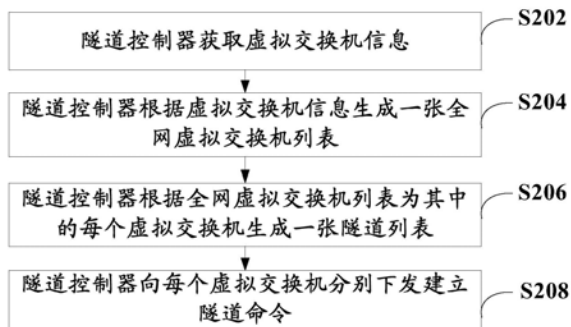 隧道控制器获取虚拟交换机信息
S202
隧道控制器根据虚拟交换机信息生成一张全
网虚拟交换机列表
S204
隧道控制器根据全网虚拟交换机列表为其中
的每个虚拟交换机生成一张隧道列表
S206
隧道控制器向每个虚拟交换机分别下发建立
隧道命令
S208